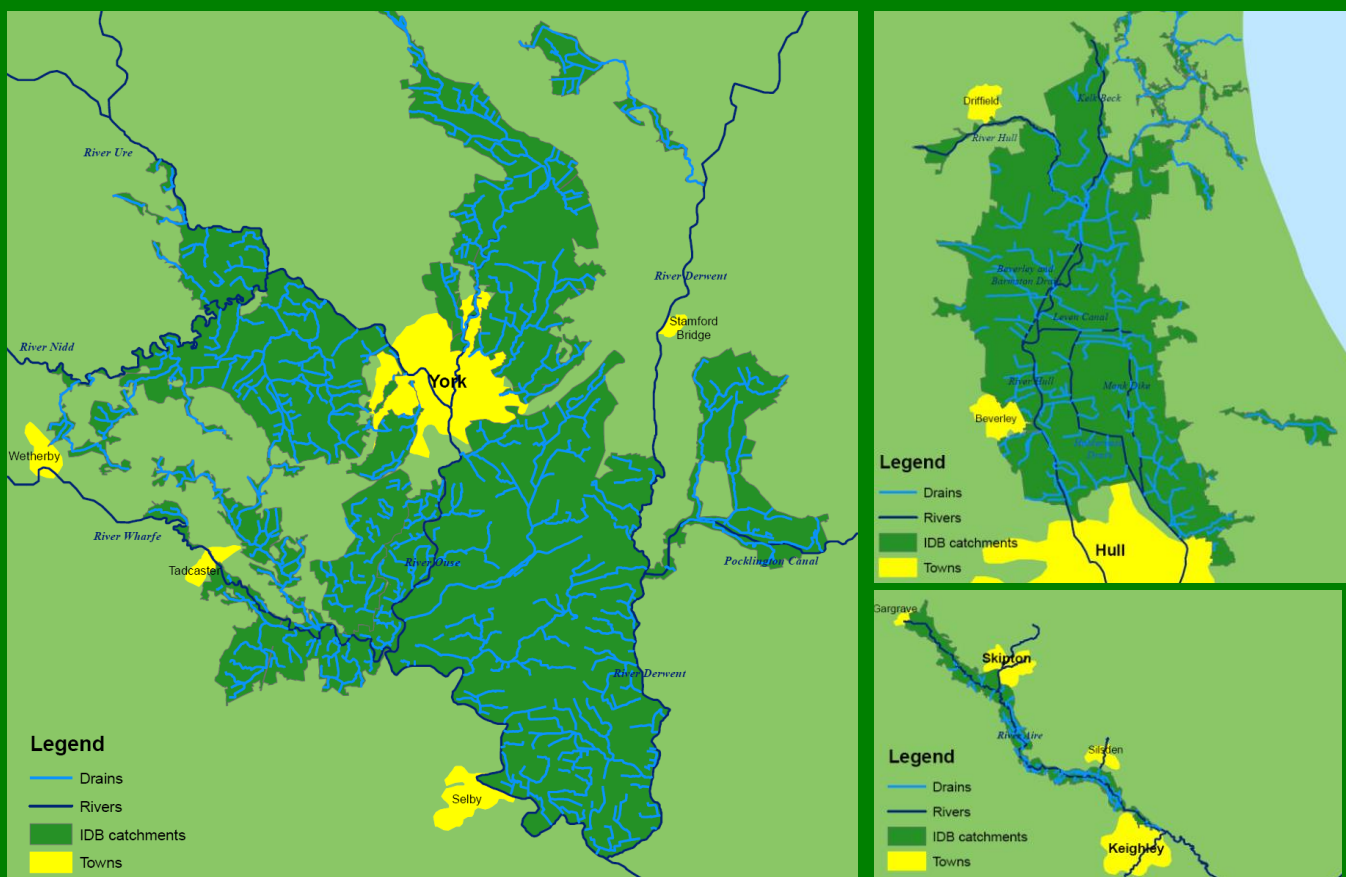 River Ure
River Derwent
Stamford
Bridge
River Nidd
York
Wetherby
River Wharfe
Tadcaster
River Ouse
Pocklington Canal
River Derwent
Selby
Legend
Drains
Rivers
IDB catchments
Towns
Kelk Beck
Driffield
River Hull
Beverley and
Barmston Drain
Leven Canal
River Hull
Monk Dike
Beverley
Drain
Hull
Legend
Drains
Rivers
IDB catchments
Towns
Gargrave
Skipton
River Aire
Silsden
Keighley
Legend
Drains
Rivers
IDB catchments
Towns